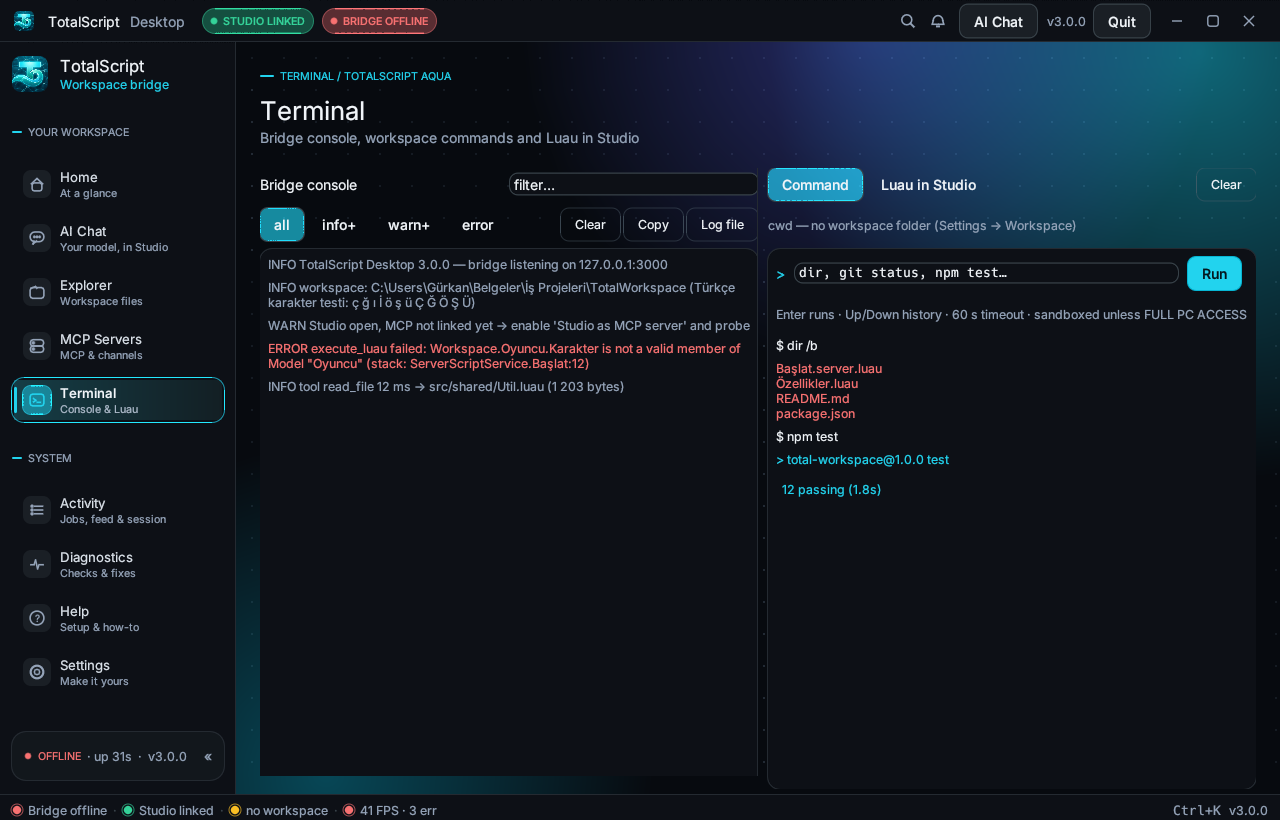 TotalScript Desktop STUDIO LINKED BRIDGE OFFLINE AI Chat v3.0.0 Quit
TotalScript
Workspace bridge
YOUR WORKSPACE
Home
At a glance
AI Chat
Your model, in Studio
Explorer
Workspace files
MCP Servers
MCP & channels
Terminal
Console & Luau
SYSTEM
Activity
Jobs, feed & session
Diagnostics
Checks & fixes
Help
Setup & how-to
Settings
Make it yours
OFFLINE · up 31s · v3.0.0 «
TERMINAL / TOTALSCRIPT AQUA
Terminal
Bridge console, workspace commands and Luau in Studio
Bridge console filter...
all info+ warn+ error Clear Copy Log file
INFO TotalScript Desktop 3.0.0 — bridge listening on 127.0.0.1:3000
INFO workspace: C:\Users\Gürkan\Belgeler\İş Projeleri\TotalWorkspace (Türkçe
karakter testi: ç ğ ı İ ö ş ü Ç Ğ Ö Ş Ü)
WARN Studio open, MCP not linked yet → enable 'Studio as MCP server' and probe
ERROR execute_luau failed: Workspace.Oyuncu.Karakter is not a valid member of
Model "Oyuncu" (stack: ServerScriptService.Başlat:12)
INFO tool read_file 12 ms → src/shared/Util.luau (1 203 bytes)
Command Luau in Studio Clear
cwd — no workspace folder (Settings → Workspace)
> dir, git status, npm test… Run
Enter runs · Up/Down history · 60 s timeout · sandboxed unless FULL PC ACCESS
$ dir /b
Başlat.server.luau
Özellikler.luau
README.md
package.json
$ npm test
> total-workspace@1.0.0 test
12 passing (1.8s)
Bridge offline · Studio linked · no workspace · 41 FPS · 3 err Ctrl+K v3.0.0